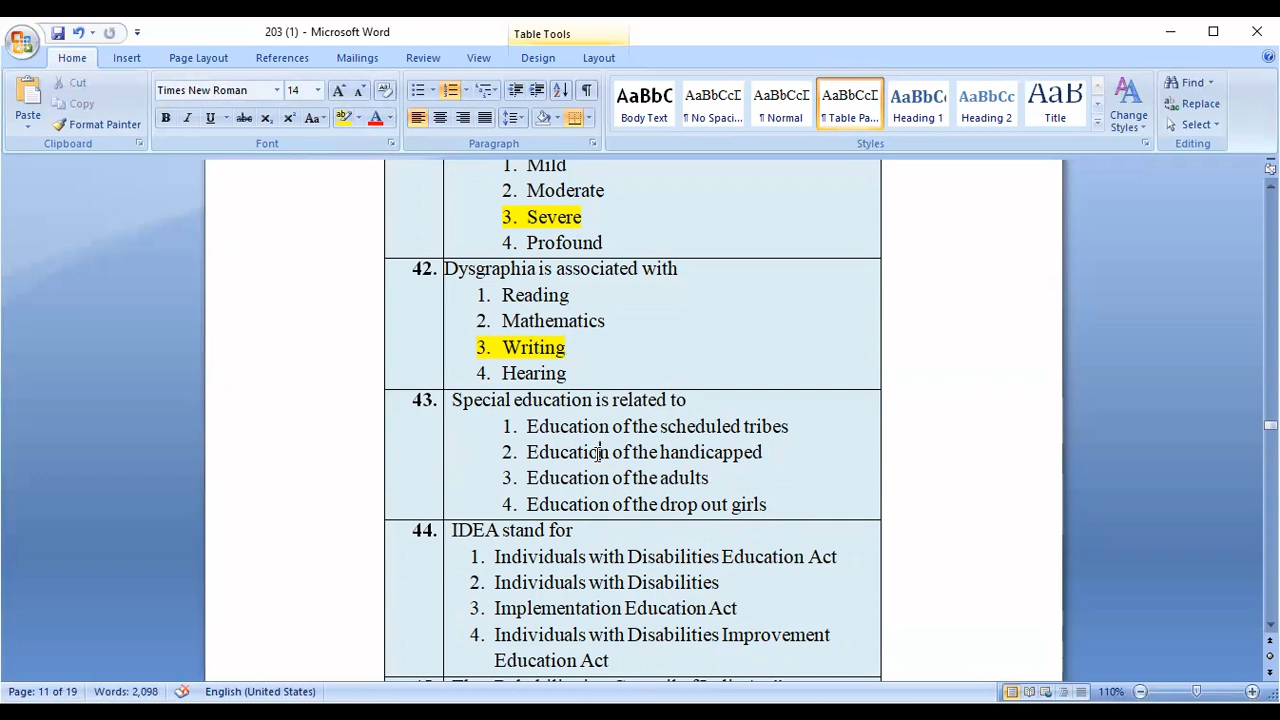 203 (1) - Microsoft Word
Table Tools
Home Insert Page Layout References Mailings Review View Design Layout
Paste
Cut
Copy
Format Painter
Clipboard
Times New Roman 14
B I U abc x₂ x² Aa
Font
Paragraph
AaBbC AaBbCcD AaBbCcI AaBbCcD AaBbCc AaBbCc AaB
Body Text ¶ No Spaci... ¶ Normal ¶ Table Pa... Heading 1 Heading 2 Title
Change Styles
Styles
Find
Replace
Select
Editing
1. Mild
2. Moderate
3. Severe
4. Profound
42. Dysgraphia is associated with
1. Reading
2. Mathematics
3. Writing
4. Hearing
43. Special education is related to
1. Education of the scheduled tribes
2. Education of the handicapped
3. Education of the adults
4. Education of the drop out girls
44. IDEA stand for
1. Individuals with Disabilities Education Act
2. Individuals with Disabilities
3. Implementation Education Act
4. Individuals with Disabilities Improvement
Education Act
Page: 11 of 19 Words: 2,098 English (United States) 110%